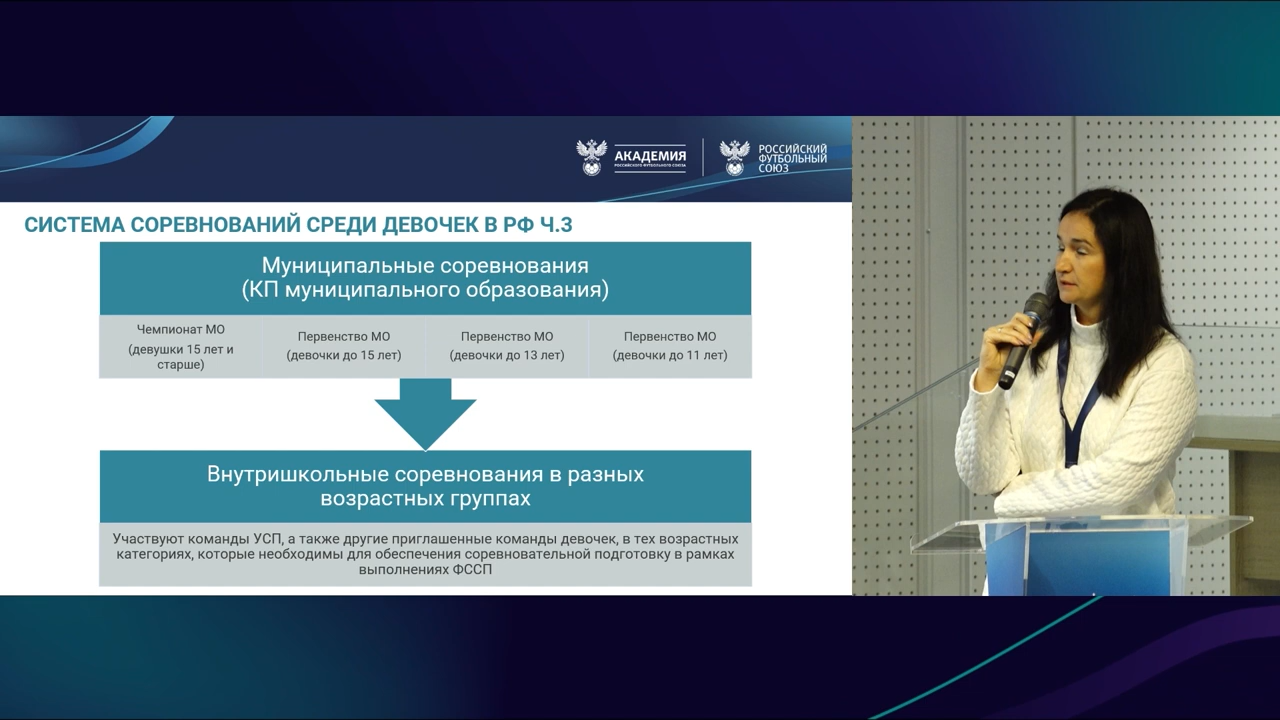 АКАДЕМИЯ
РОССИЙСКОГО ФУТБОЛЬНОГО СОЮЗА
РОССИЙСКИЙ
ФУТБОЛЬНЫЙ
СОЮЗ
СИСТЕМА СОРЕВНОВАНИЙ СРЕДИ ДЕВОЧЕК В РФ Ч.3
Муниципальные соревнования
(КП муниципального образования)
Чемпионат МО
(девушки 15 лет и
старше)
Первенство МО
(девочки до 15 лет)
Первенство МО
(девочки до 13 лет)
Первенство МО
(девочки до 11 лет)
Внутришкольные соревнования в разных
возрастных группах
Участвуют команды УСП, а также другие приглашенные команды девочек, в тех возрастных
категориях, которые необходимы для обеспечения соревновательной подготовку в рамках
выполнениях ФССП